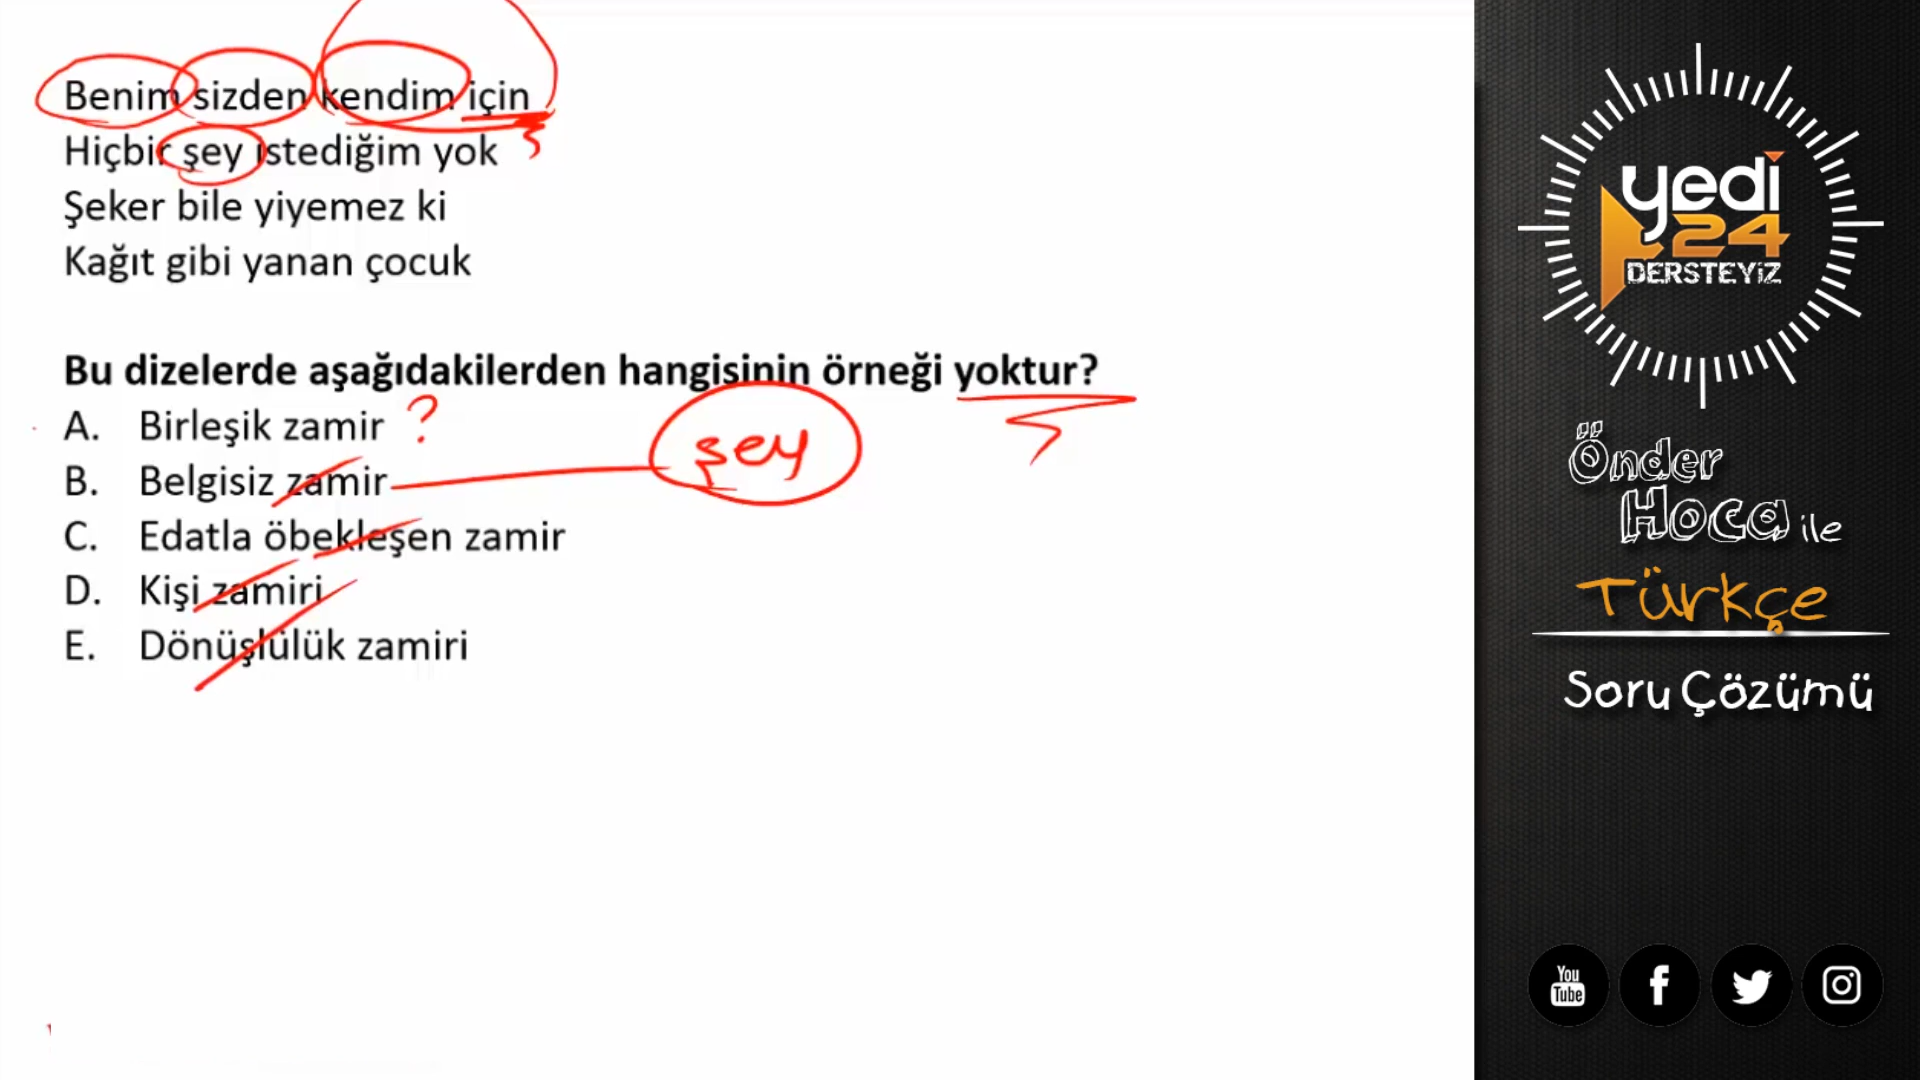 Benim sizden kendim için
Hiçbir şey istediğim yok
Şeker bile yiyemez ki
Kağıt gibi yanan çocuk
Bu dizelerde aşağıdakilerden hangisinin örneği yoktur?
A. Birleşik zamir ?
B. Belgisiz zamir
şey
C. Edatla öbekleşen zamir
D. Kişi zamiri
E. Dönüşlülük zamiri
yedi
24
DERSTEYİZ
Önder
Hoca ile
Türkçe
Soru Çözümü
You
Tube